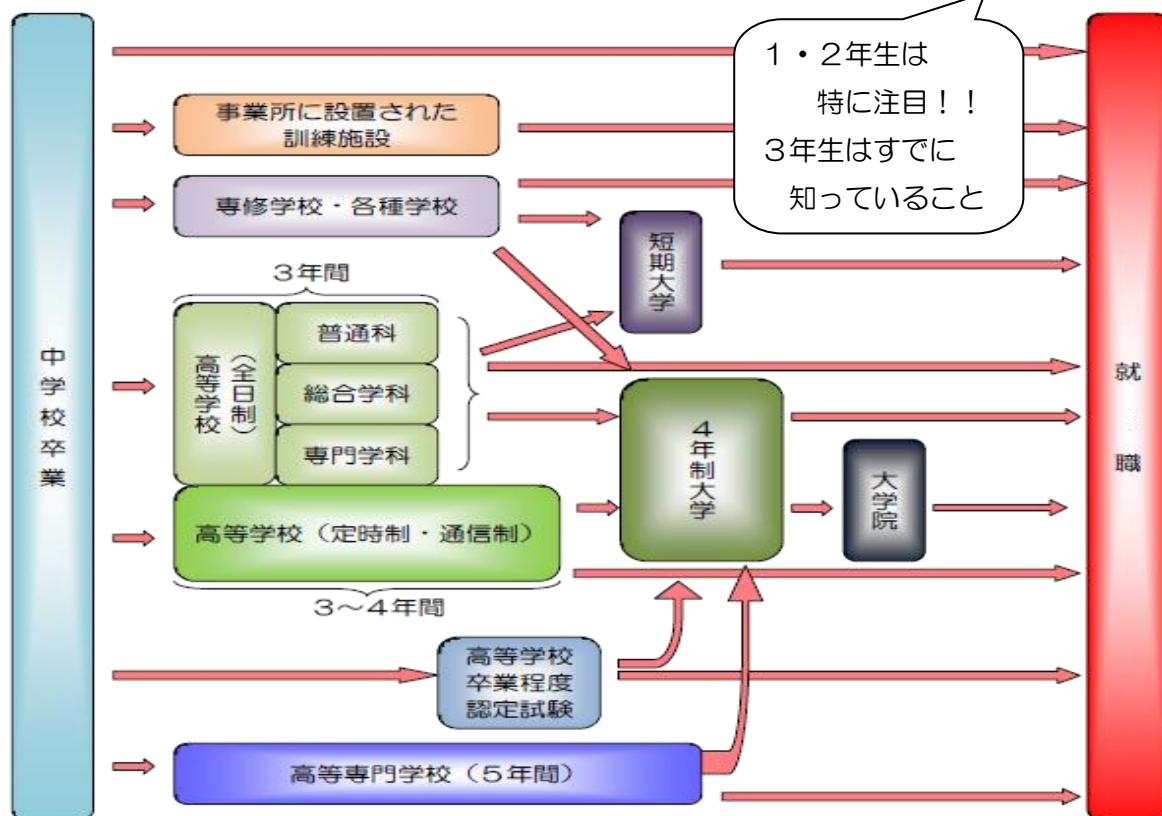 中学校卒業
１・２年生は
特に注目！！
３年生はすでに
知っていること
事業所に設置された
訓練施設
専修学校・各種学校
短期大学
３年間
高等学校
（全日制）
普通科
総合学科
専門学科
４年制大学
大学院
高等学校（定時制・通信制）
３～４年間
高等学校
卒業程度
認定試験
高等専門学校（５年間）
就職